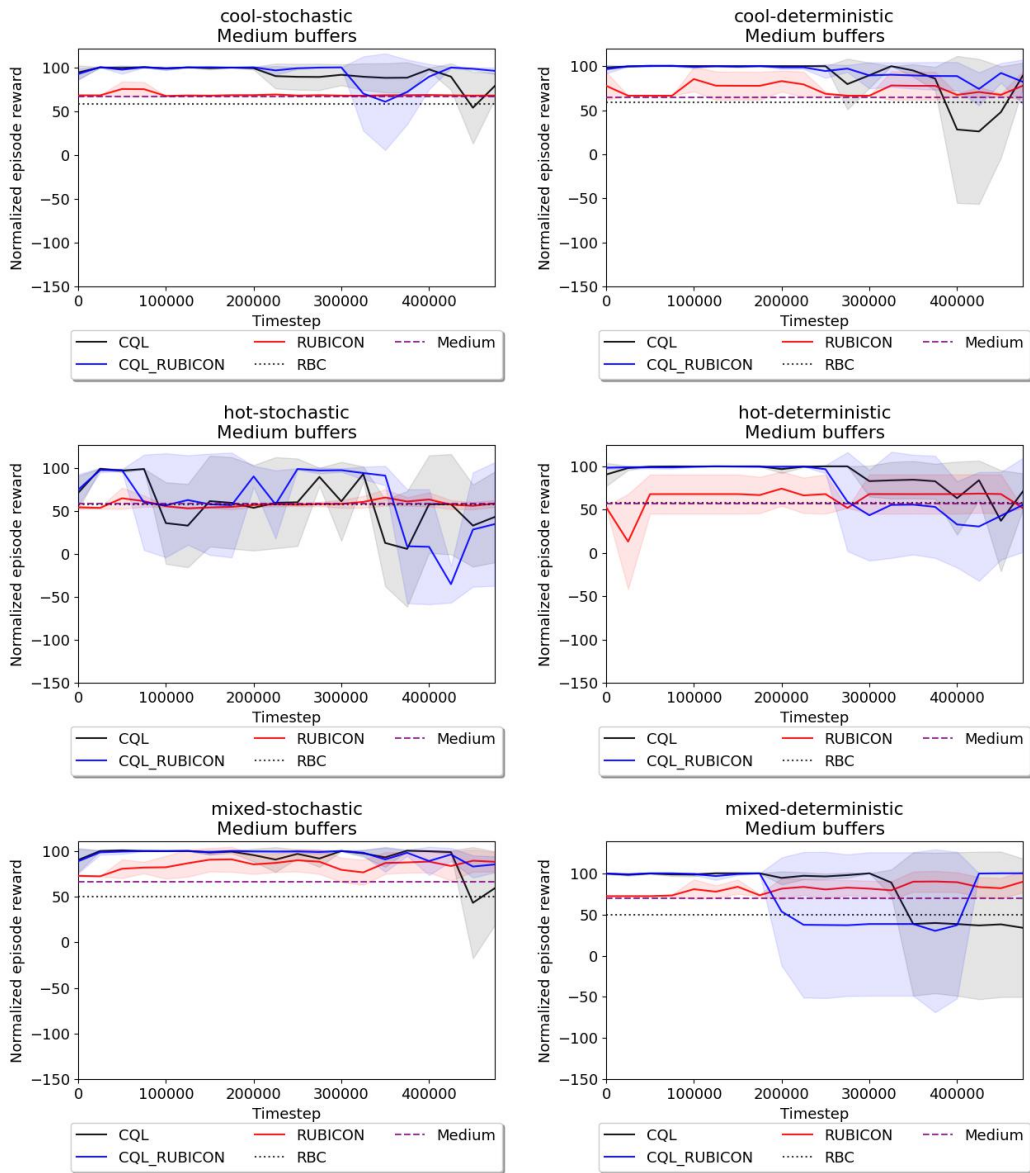 cool-stochastic
Medium buffers
Normalized episode reward
100
50
0
−50
−100
−150
0 100000 200000 300000 400000
Timestep
CQL RUBICON Medium
CQL_RUBICON RBC
cool-deterministic
Medium buffers
Normalized episode reward
100
50
0
−50
−100
−150
0 100000 200000 300000 400000
Timestep
CQL RUBICON Medium
CQL_RUBICON RBC
hot-stochastic
Medium buffers
Normalized episode reward
100
50
0
−50
−100
−150
0 100000 200000 300000 400000
Timestep
CQL RUBICON Medium
CQL_RUBICON RBC
hot-deterministic
Medium buffers
Normalized episode reward
100
50
0
−50
−100
−150
0 100000 200000 300000 400000
Timestep
CQL RUBICON Medium
CQL_RUBICON RBC
mixed-stochastic
Medium buffers
Normalized episode reward
100
50
0
−50
−100
−150
0 100000 200000 300000 400000
Timestep
CQL RUBICON Medium
CQL_RUBICON RBC
mixed-deterministic
Medium buffers
Normalized episode reward
100
50
0
−50
−100
−150
0 100000 200000 300000 400000
Timestep
CQL RUBICON Medium
CQL_RUBICON RBC